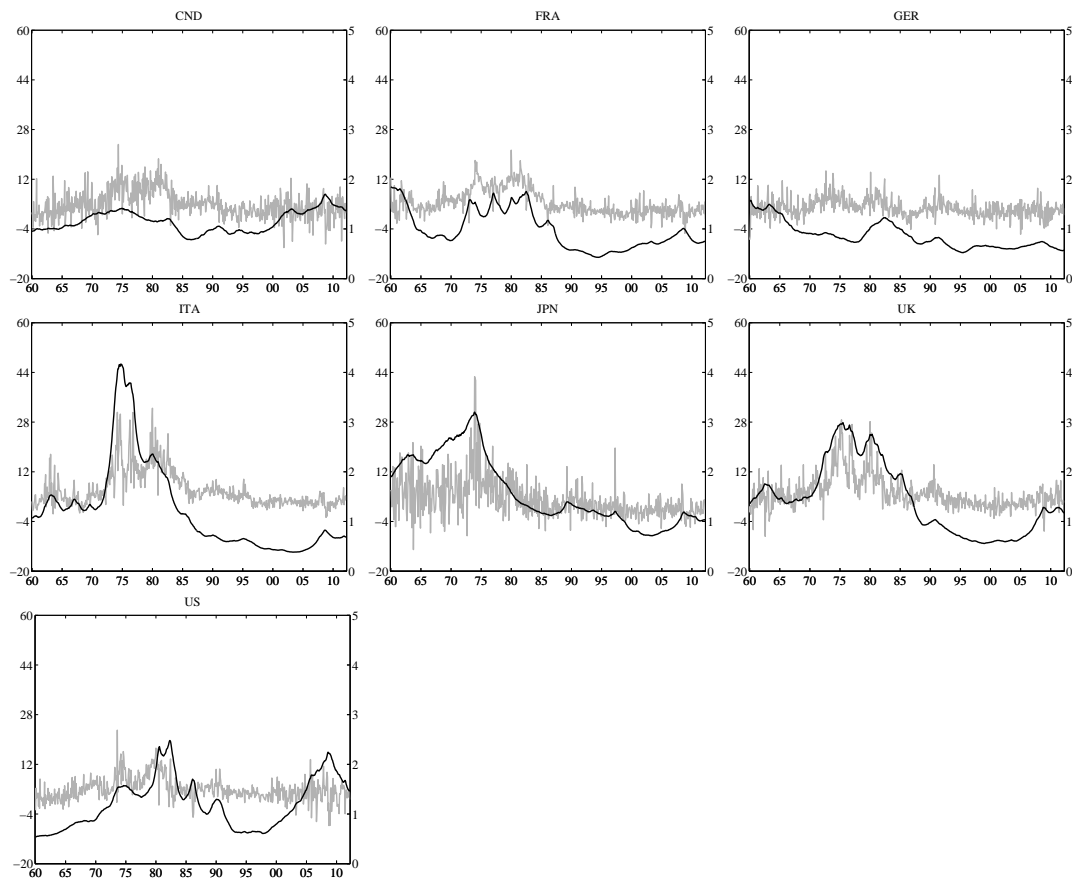 CND FRA GER
60 5 60 5 60 5
44 4 44 4 44 4
28 3 28 3 28 3
12 2 12 2 12 2
−4 1 −4 1 −4 1
−20 0 −20 0 −20 0
60 65 70 75 80 85 90 95 00 05 10 60 65 70 75 80 85 90 95 00 05 10 60 65 70 75 80 85 90 95 00 05 10
ITA JPN UK
60 5 60 5 60 5
44 4 44 4 44 4
28 3 28 3 28 3
12 2 12 2 12 2
−4 1 −4 1 −4 1
−20 0 −20 0 −20 0
60 65 70 75 80 85 90 95 00 05 10 60 65 70 75 80 85 90 95 00 05 10 60 65 70 75 80 85 90 95 00 05 10
US
60 5
44 4
28 3
12 2
−4 1
−20 0
60 65 70 75 80 85 90 95 00 05 10